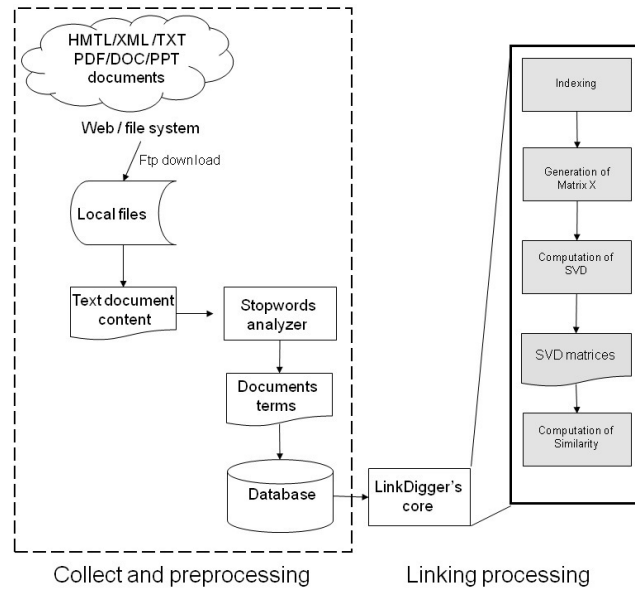 HMTL/XML /TXT
PDF/DOC/PPT
documents
Web / file system
Ftp download
Local files
Text document
content
Stopwords
analyzer
Documents
terms
Database
LinkDigger's
core
Indexing
Generation of
Matrix X
Computation of
SVD
SVD matrices
Computation of
Similarity
Collect and preprocessing
Linking processing